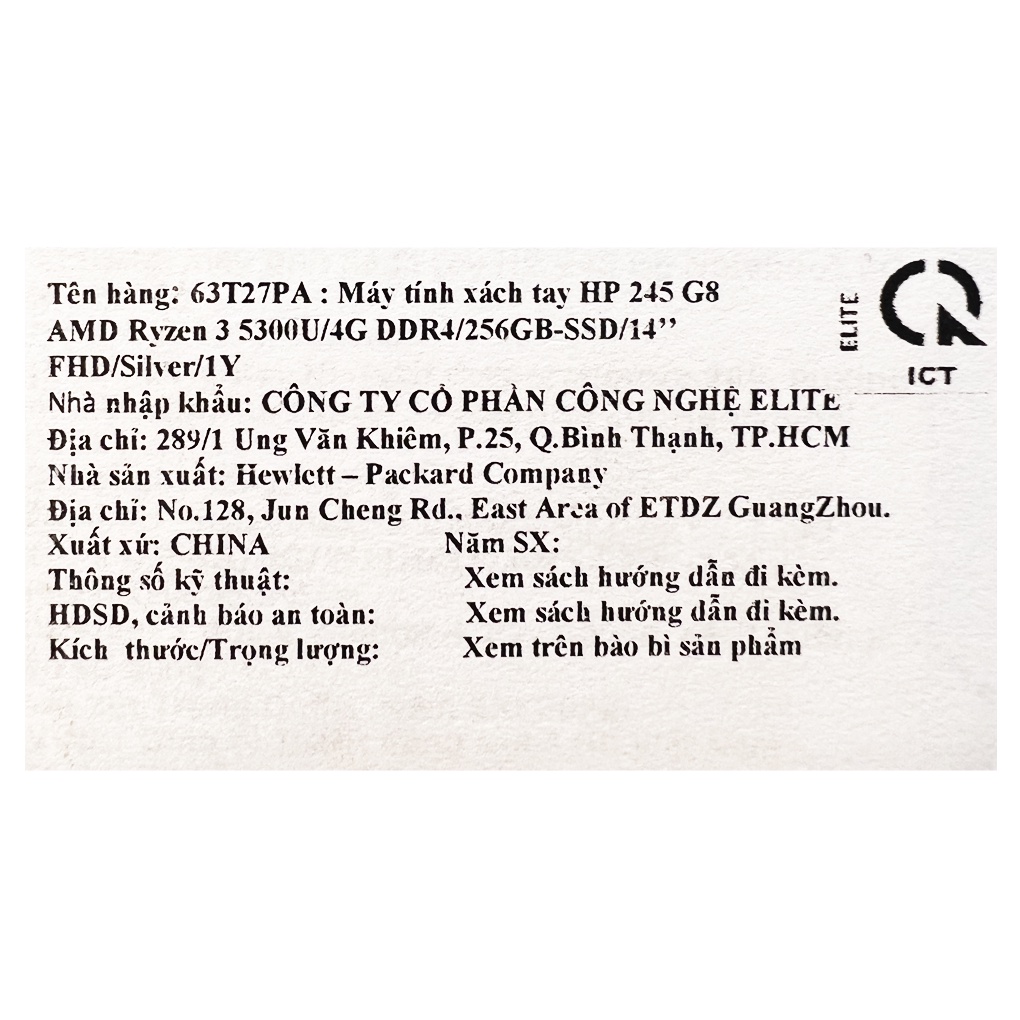 Tên hàng: 63T27PA : Máy tính xách tay HP 245 G8
AMD Ryzen 3 5300U/4G DDR4/256GB-SSD/14’’
FHD/Silver/1Y
Nhà nhập khẩu: CÔNG TY CỔ PHẦN CÔNG NGHỆ ELITE
Địa chỉ: 289/1 Ung Văn Khiêm, P.25, Q.Bình Thạnh, TP.HCM
Nhà sản xuất: Hewlett – Packard Company
Địa chỉ: No.128, Jun Cheng Rd., East Area of ETDZ GuangZhou.
Xuất xứ: CHINA Năm SX:
Thông số kỹ thuật: Xem sách hướng dẫn đi kèm.
HDSD, cảnh báo an toàn: Xem sách hướng dẫn đi kèm.
Kích thước/Trọng lượng: Xem trên bào bì sản phẩm
ELITE
ICT